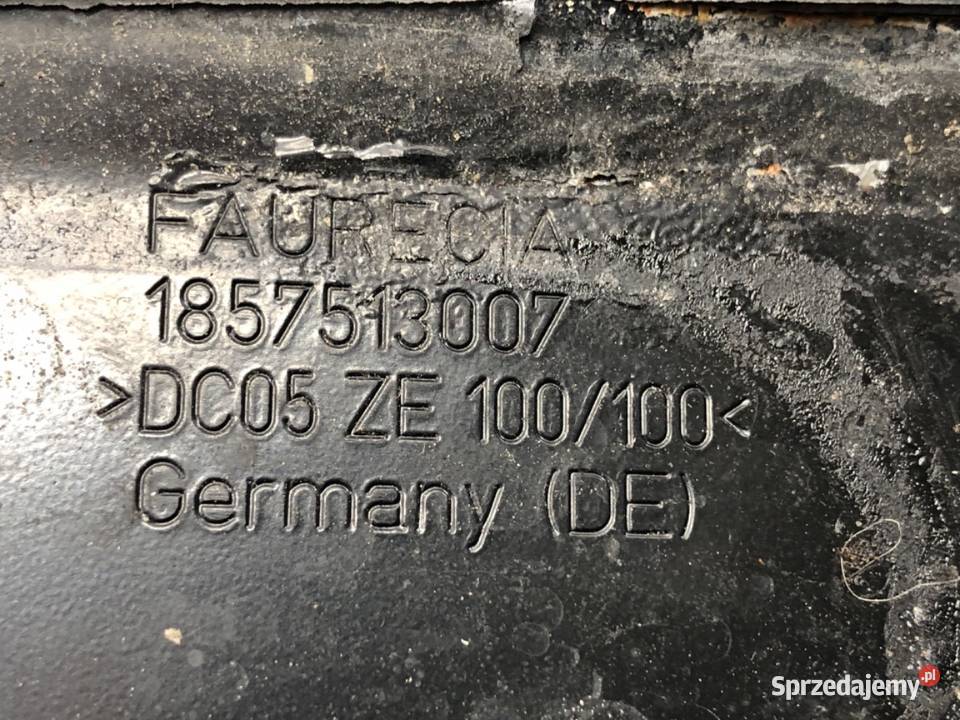 FAURECIA
1857513007
>DC05 ZE 100/100<
Germany (DE)
Sprzedajemy.pl